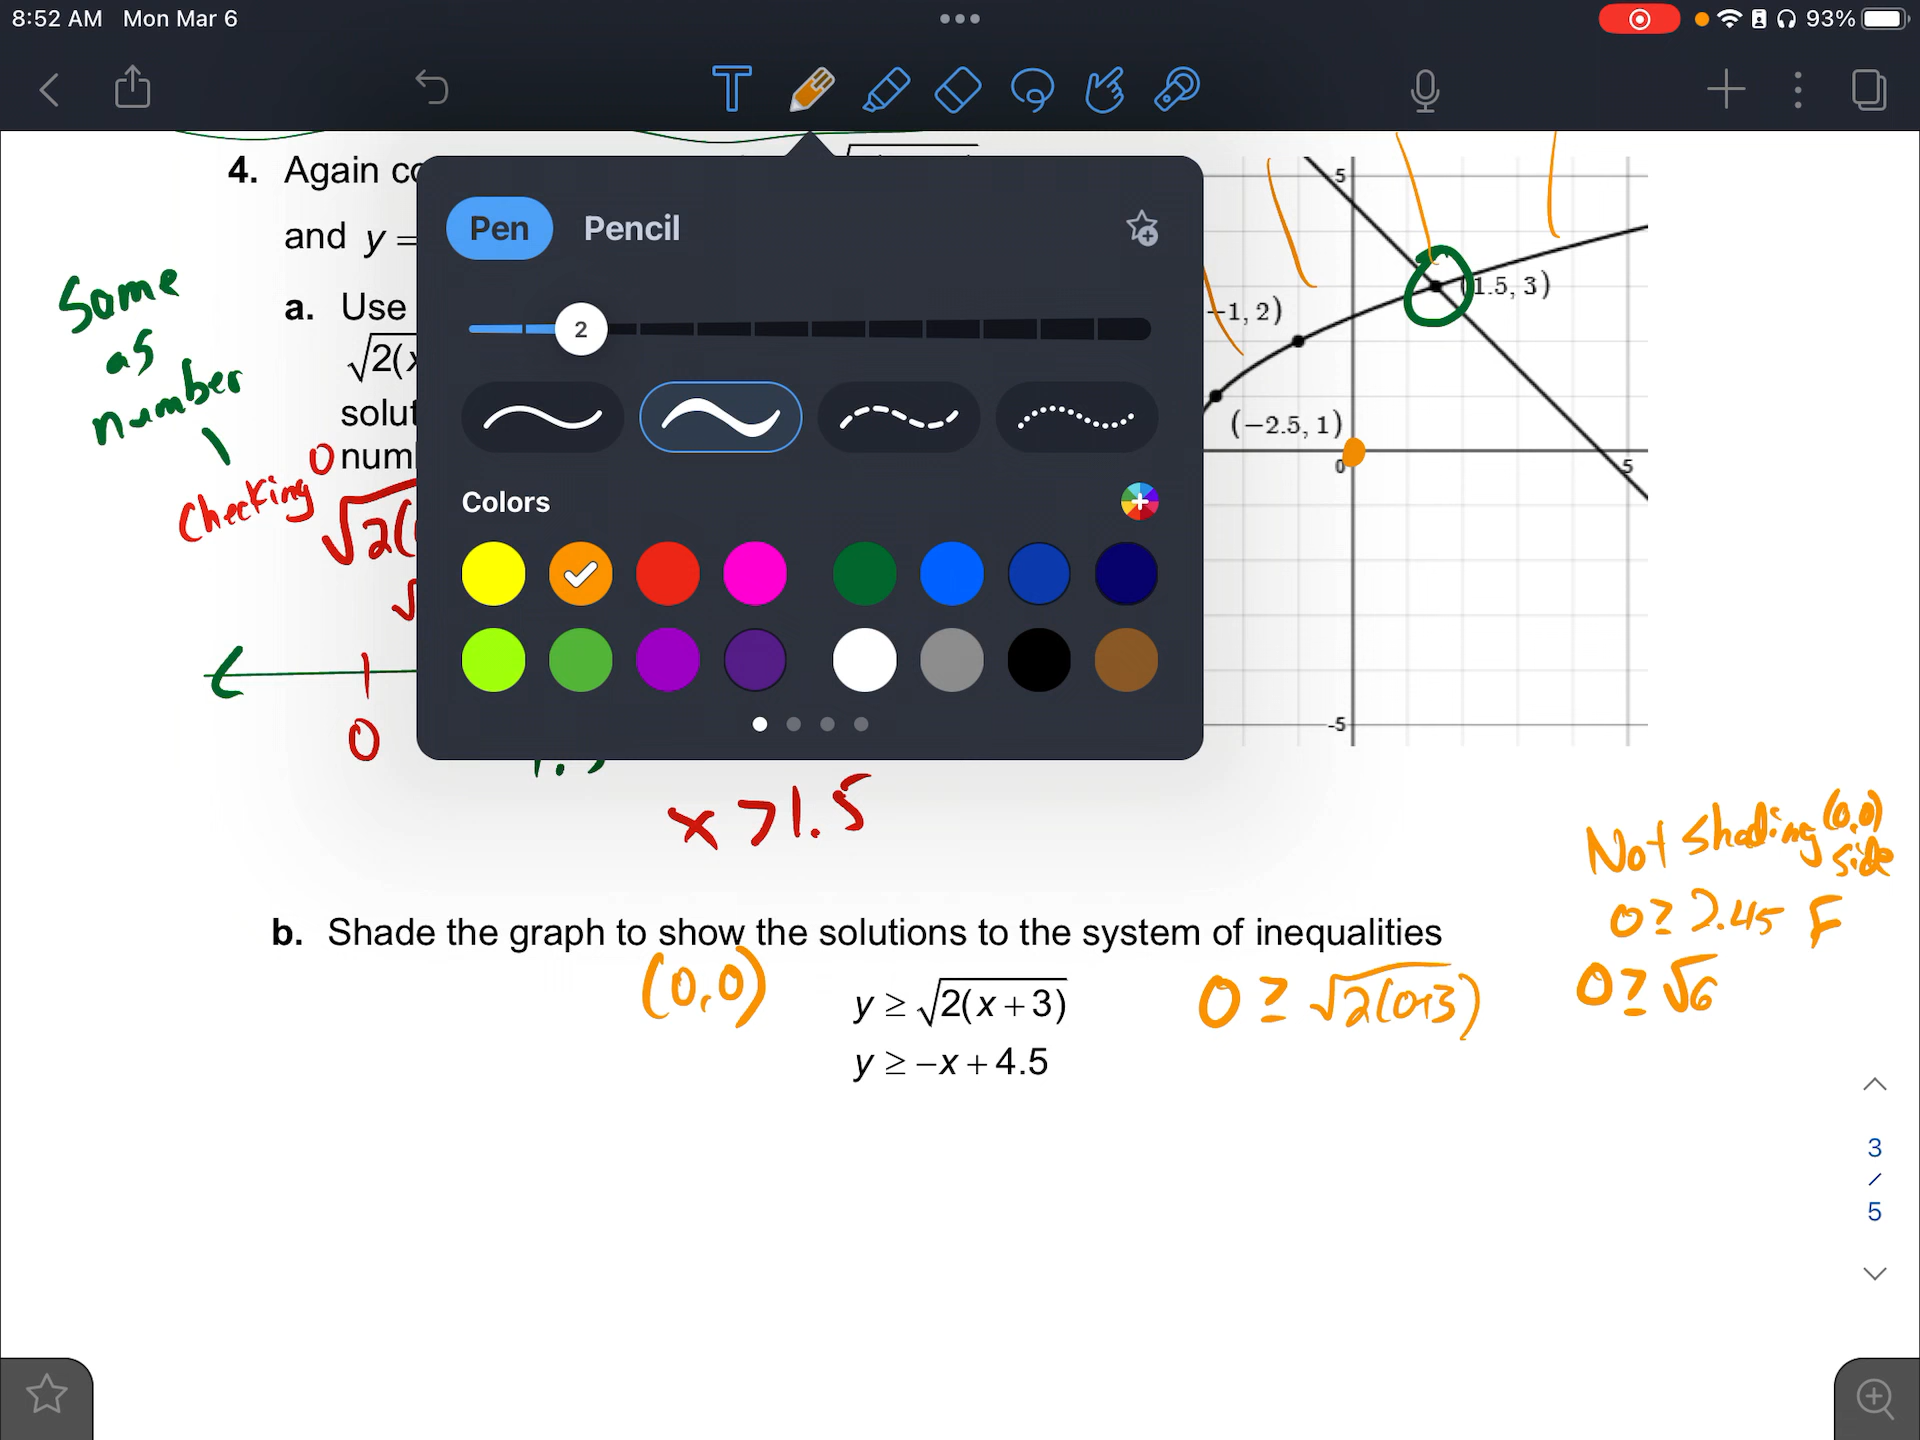 8:52 AM Mon Mar 6
93%
4. Again co
and y =
Same
as
number
a. Use
√2(x
solut
num
Checking 0
√2(
√
0
Pen Pencil
2
Colors
5
(1.5, 3)
−1, 2)
(−2.5, 1)
0
5
-5
x > 1.5
Not shading (0,0)
side
0 ≥ 2.45 F
b. Shade the graph to show the solutions to the system of inequalities
(0,0)
y ≥ √2(x + 3)
0 ≥ √2(0+3)
0 ≥ √6
y ≥ −x + 4.5
3
/
5